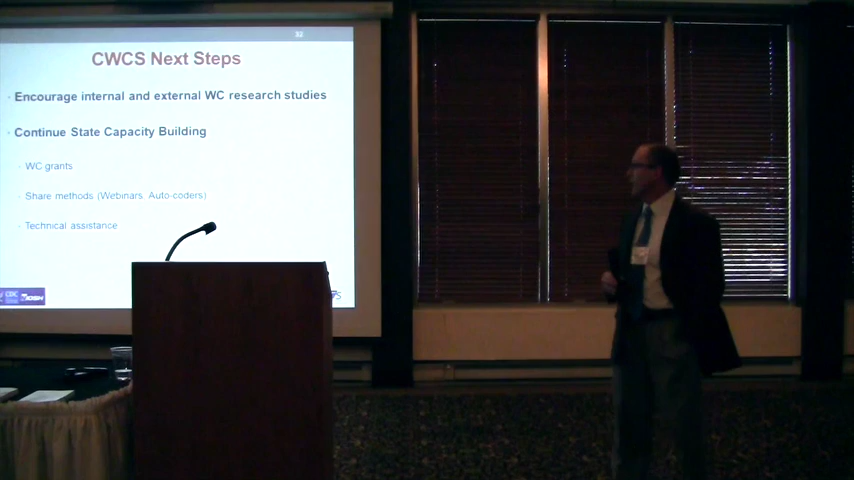 32
CWCS Next Steps
• Encourage internal and external WC research studies
• Continue State Capacity Building
◦ WC grants
◦ Share methods (Webinars, Auto-coders)
◦ Technical assistance
CDC NIOSH